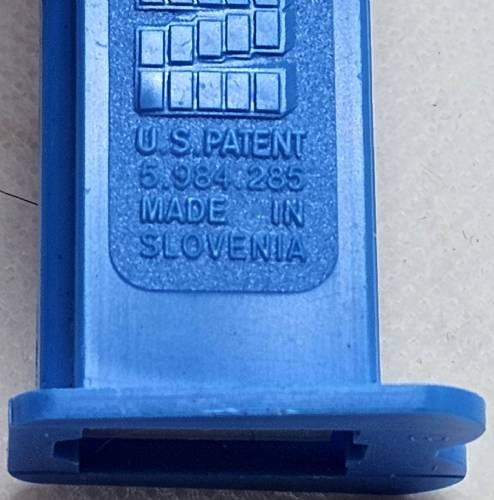 U.S. PATENT
5.984.285
MADE IN
SLOVENIA